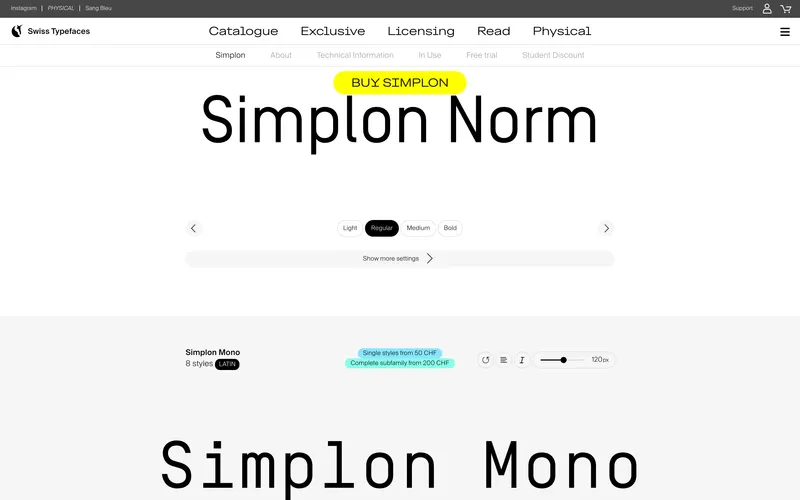 Instagram | PHYSICAL | Sang Bleu Support
Swiss Typefaces Catalogue Exclusive Licensing Read Physical
Simplon About Technical Information In Use Free trial Student Discount
BUY SIMPLON
Simplon Norm
Light Regular Medium Bold
Show more settings
Simplon Mono
8 styles LATIN
Single styles from 50 CHF
Complete subfamily from 200 CHF
120px
Simplon Mono